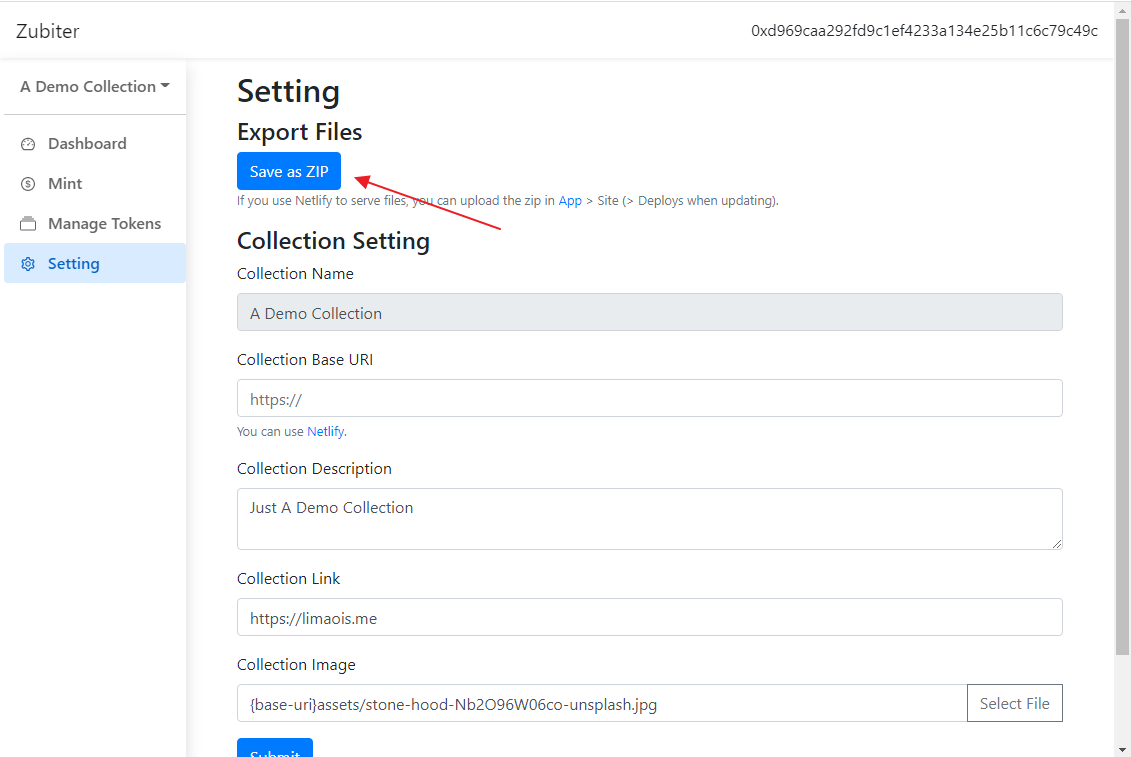 Zubiter
0xd969caa292fd9c1ef4233a134e25b11c6c79c49c
A Demo Collection
Dashboard
Mint
Manage Tokens
Setting
Setting
Export Files
Save as ZIP
If you use Netlify to serve files, you can upload the zip in App > Site (> Deploys when updating).
Collection Setting
Collection Name
A Demo Collection
Collection Base URI
https://
You can use Netlify.
Collection Description
Just A Demo Collection
Collection Link
https://limaois.me
Collection Image
{base-uri}assets/stone-hood-Nb2O96W06co-unsplash.jpg
Select File
Submit